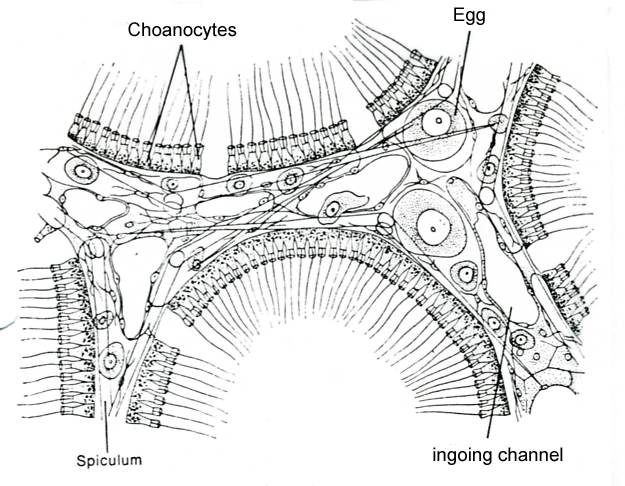 Egg
Choanocytes
ingoing channel
Spiculum